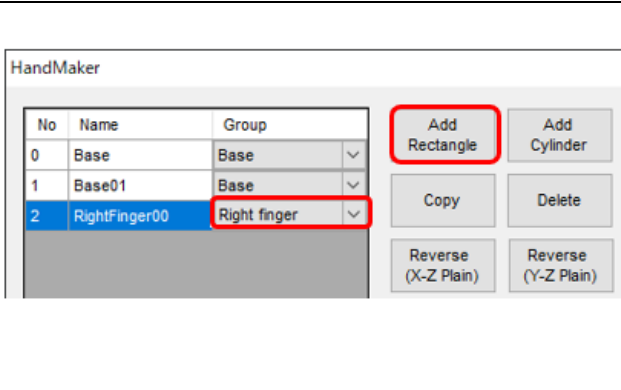 HandMaker
No Name Group
0 Base Base
1 Base01 Base
2 RightFinger00 Right finger
Add
Rectangle
Add
Cylinder
Copy
Delete
Reverse
(X-Z Plain)
Reverse
(Y-Z Plain)